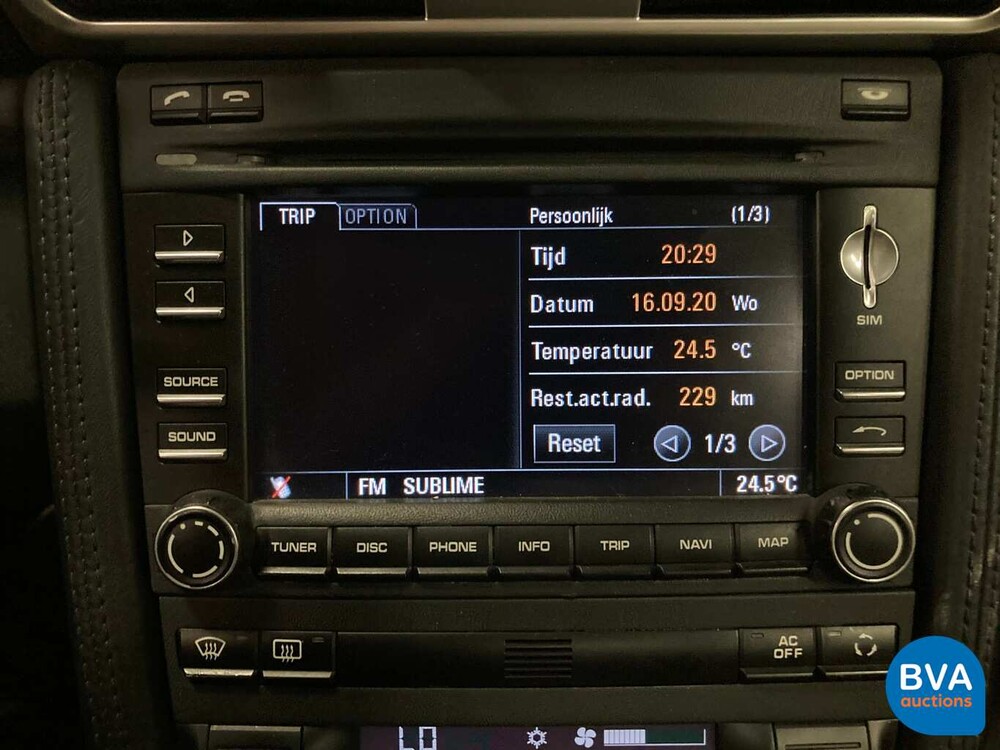 TRIP OPTION Persoonlijk (1/3)
Tijd 20:29
Datum 16.09.20 Wo
Temperatuur 24.5 °C
SIM
SOURCE
Rest.act.rad. 229 km
OPTION
SOUND
Reset 1/3
FM SUBLIME 24.5°C
TUNER DISC PHONE INFO TRIP NAVI MAP
AC
OFF
BVA
auctions
LO